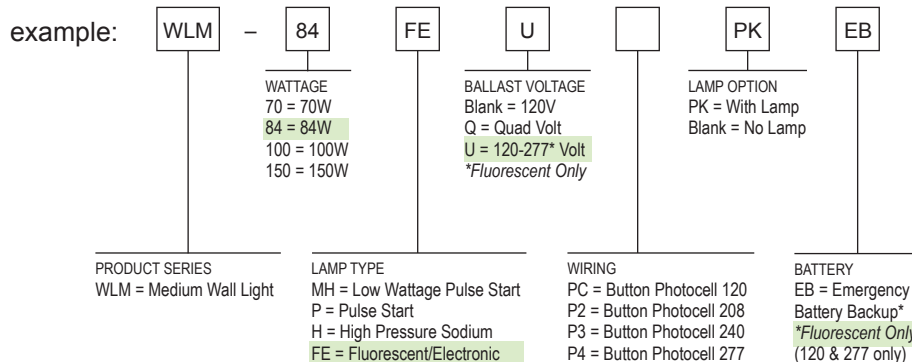 example: WLM – 84 FE U PK EB
WATTAGE
70 = 70W
84 = 84W
100 = 100W
150 = 150W
BALLAST VOLTAGE
Blank = 120V
Q = Quad Volt
U = 120-277* Volt
*Fluorescent Only
LAMP OPTION
PK = With Lamp
Blank = No Lamp
PRODUCT SERIES
WLM = Medium Wall Light
LAMP TYPE
MH = Low Wattage Pulse Start
P = Pulse Start
H = High Pressure Sodium
FE = Fluorescent/Electronic
WIRING
PC = Button Photocell 120
P2 = Button Photocell 208
P3 = Button Photocell 240
P4 = Button Photocell 277
BATTERY
EB = Emergency
Battery Backup*
*Fluorescent Only
(120 & 277 only)